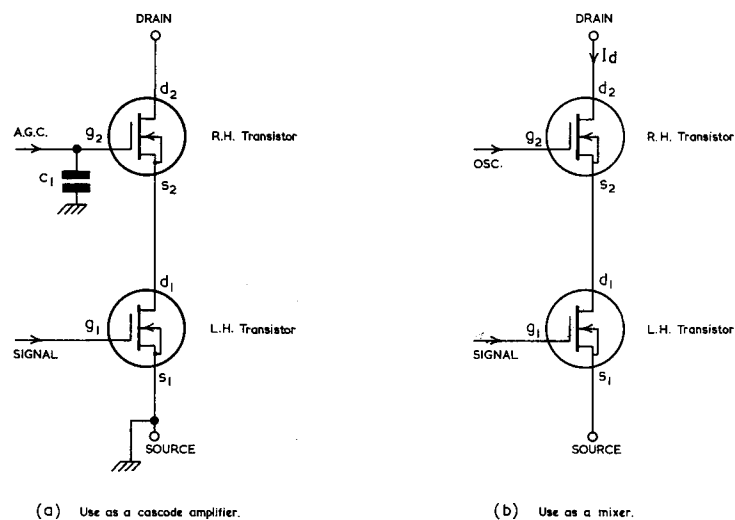 DRAIN
d2
A.G.C.
g2
R.H. Transistor
C1
s2
d1
g1
L.H. Transistor
SIGNAL
s1
SOURCE
(a) Use as a cascode amplifier.
DRAIN
Id
d2
g2
R.H. Transistor
OSC.
s2
d1
g1
L.H. Transistor
SIGNAL
s1
SOURCE
(b) Use as a mixer.